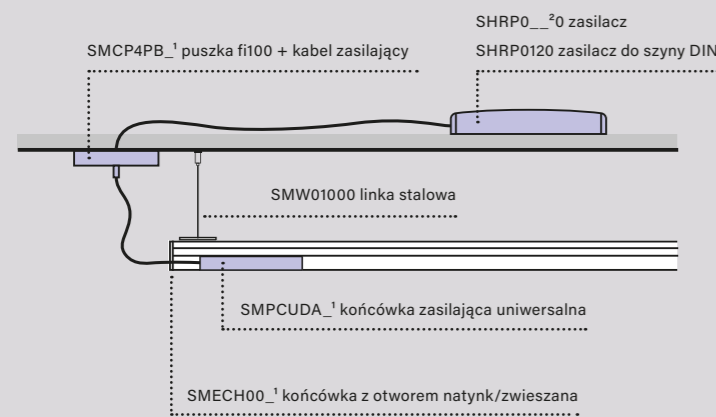 SHRP0__²0 zasilacz
SMCP4PB_¹ puszka fi100 + kabel zasilający
SHRP0120 zasilacz do szyny DIN
SMW01000 linka stalowa
SMPCUDA_¹ końcówka zasilająca uniwersalna
SMECH00_¹ końcówka z otworem natynk/zwieszana